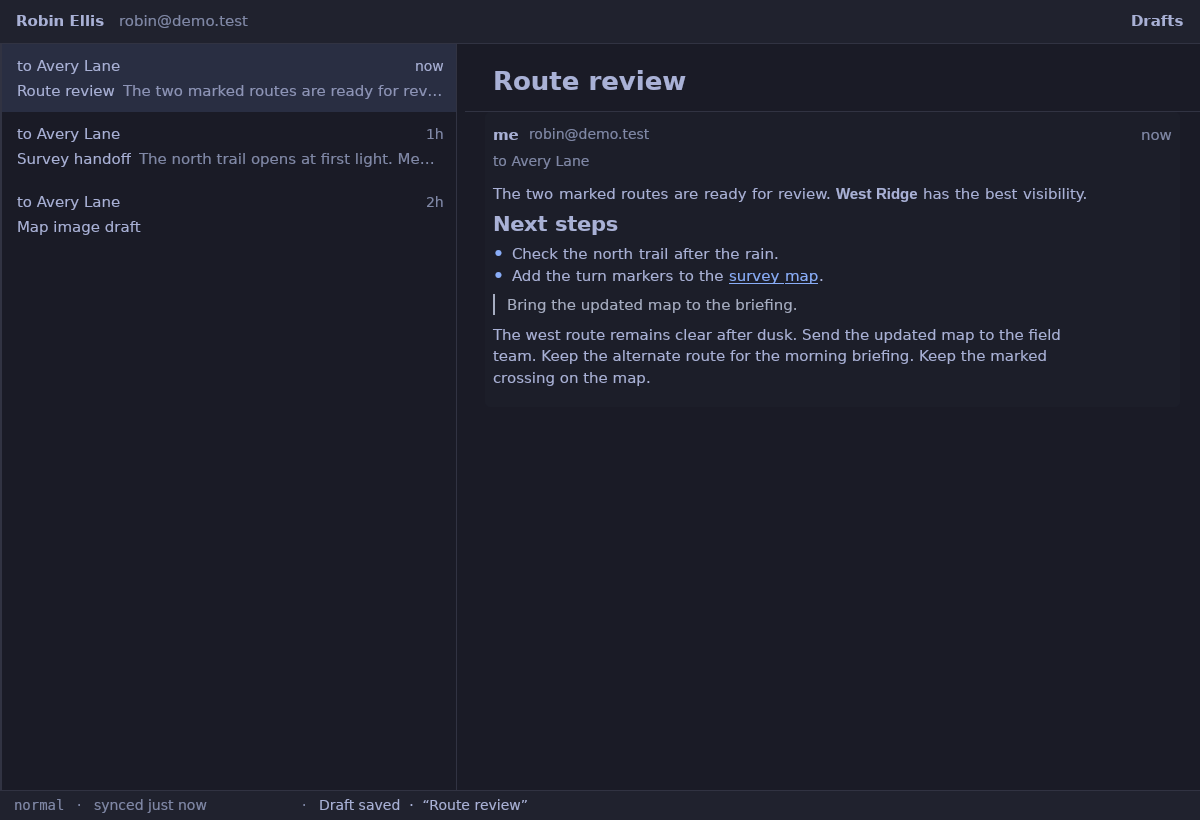 Robin Ellis robin@demo.test Drafts
to Avery Lane now
Route review The two marked routes are ready for rev…
to Avery Lane 1h
Survey handoff The north trail opens at first light. Me…
to Avery Lane 2h
Map image draft
Route review
me robin@demo.test now
to Avery Lane
The two marked routes are ready for review. West Ridge has the best visibility.
Next steps
• Check the north trail after the rain.
• Add the turn markers to the survey map.
Bring the updated map to the briefing.
The west route remains clear after dusk. Send the updated map to the field
team. Keep the alternate route for the morning briefing. Keep the marked
crossing on the map.
normal · synced just now · Draft saved · “Route review”